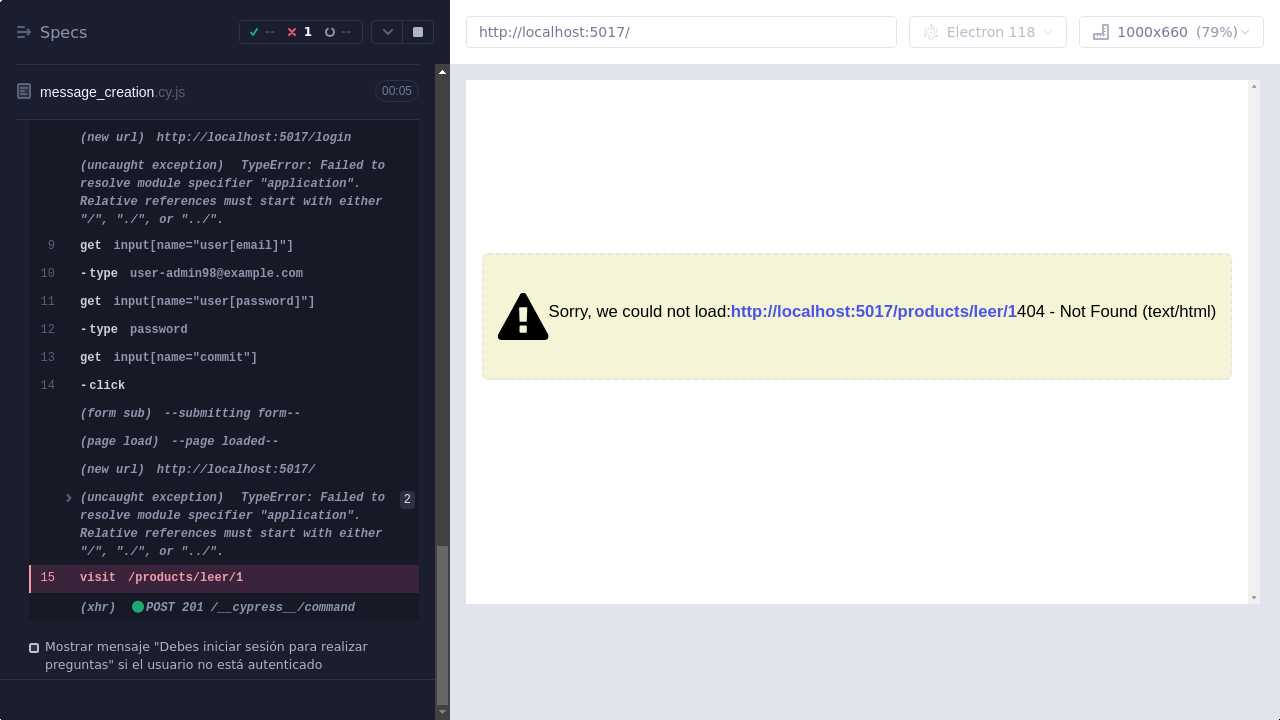 Specs
-- 1 --
message_creation.cy.js 00:05
(new url) http://localhost:5017/login
(uncaught exception) TypeError: Failed to
resolve module specifier "application".
Relative references must start with either
"/", "./", or "../".
9 get input[name="user[email]"]
10 -type user-admin98@example.com
11 get input[name="user[password]"]
12 -type password
13 get input[name="commit"]
14 -click
(form sub) --submitting form--
(page load) --page loaded--
(new url) http://localhost:5017/
(uncaught exception) TypeError: Failed to 2
resolve module specifier "application".
Relative references must start with either
"/", "./", or "../".
15 visit /products/leer/1
(xhr) POST 201 /__cypress__/command
Mostrar mensaje "Debes iniciar sesión para realizar
preguntas" si el usuario no está autenticado
http://localhost:5017/
Electron 118
1000x660 (79%)
Sorry, we could not load:http://localhost:5017/products/leer/1404 - Not Found (text/html)